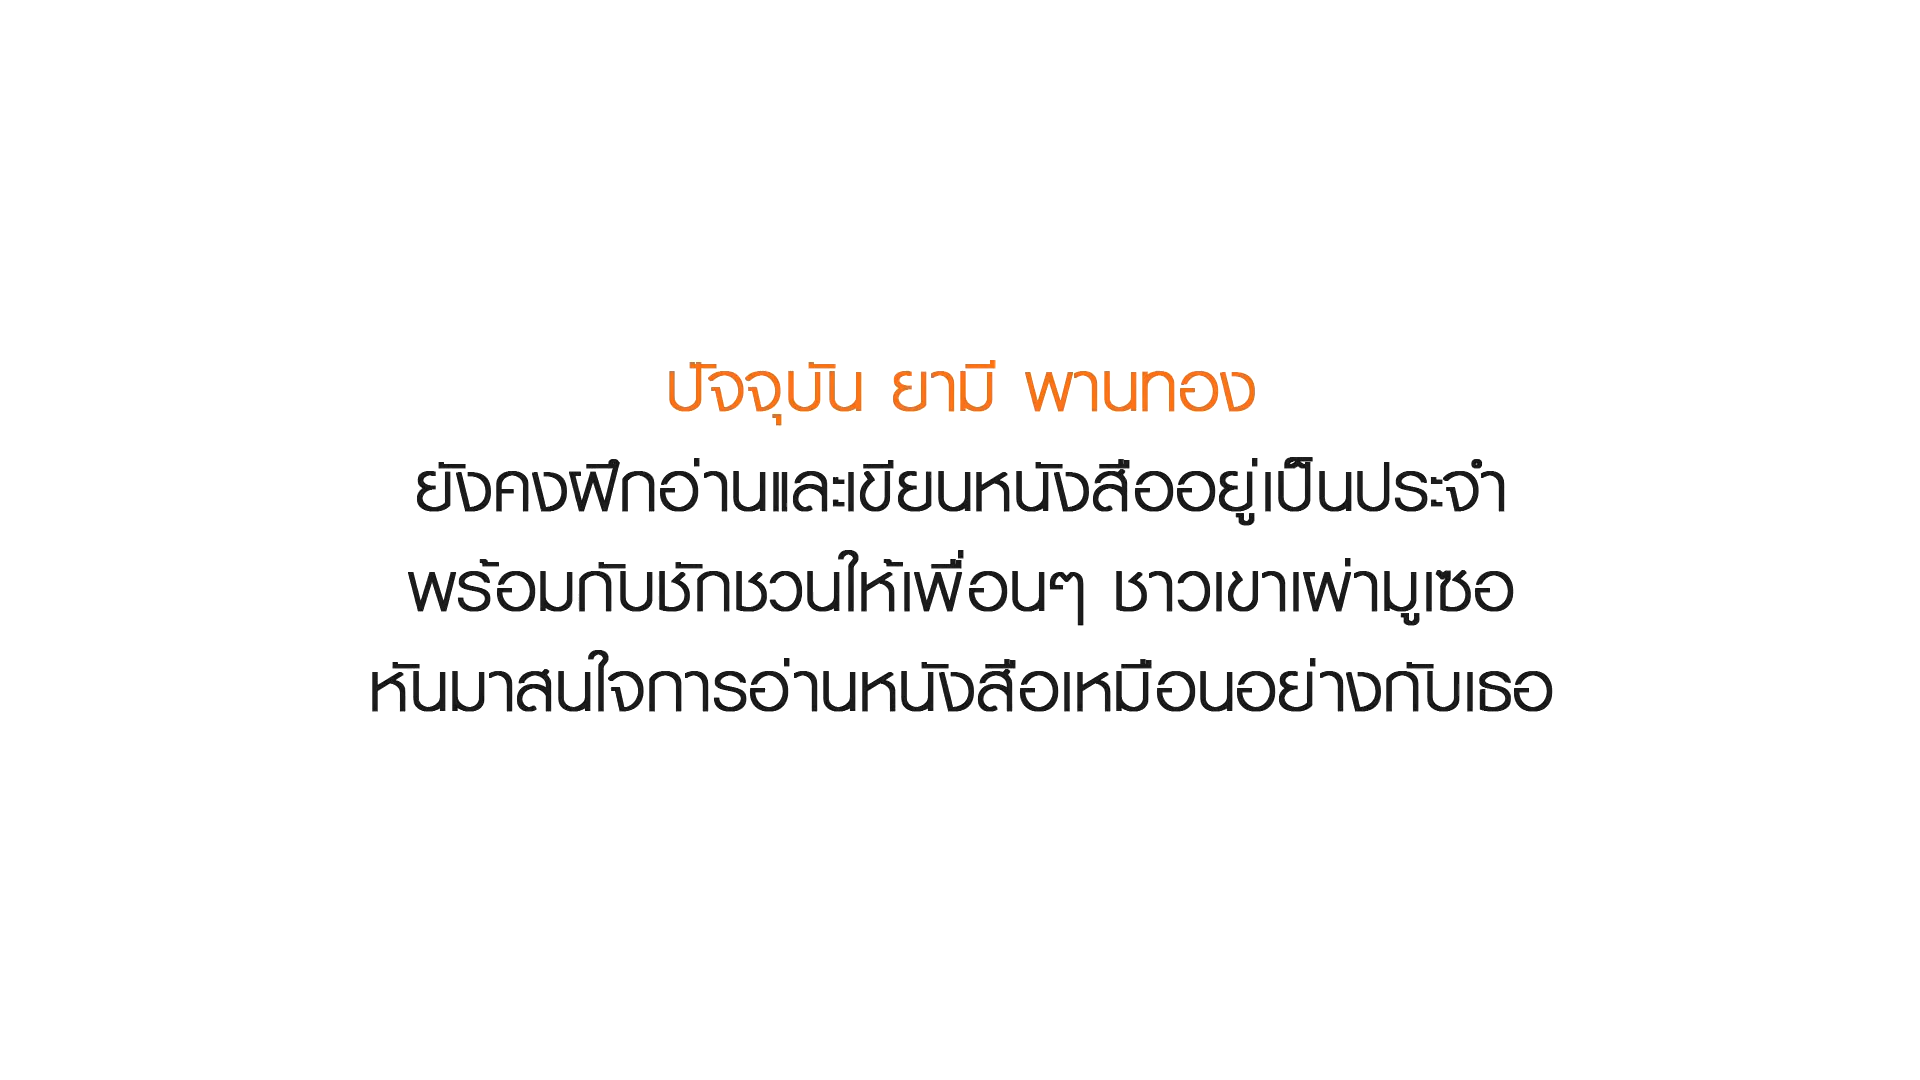 ปัจจุบัน ยามี พานทอง
ยังคงฝึกอ่านและเขียนหนังสืออยู่เป็นประจำ
พร้อมกับชักชวนให้เพื่อนๆ ชาวเขาเผ่ามูเซอ
หันมาสนใจการอ่านหนังสือเหมือนอย่างกับเธอ